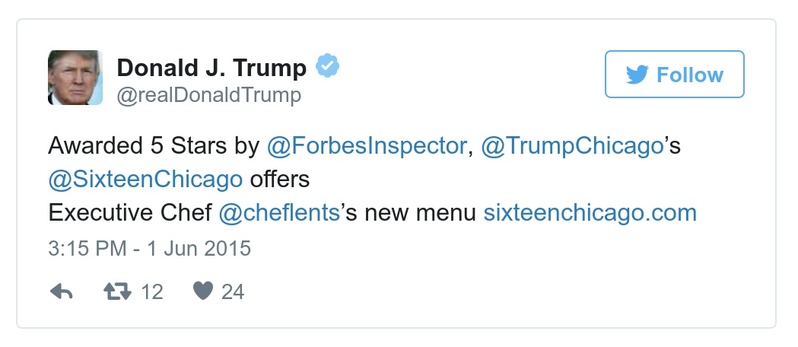 Donald J. Trump
@realDonaldTrump
Follow
Awarded 5 Stars by @ForbesInspector, @TrumpChicago's
@SixteenChicago offers
Executive Chef @cheflents's new menu sixteenchicago.com
3:15 PM - 1 Jun 2015
12 24